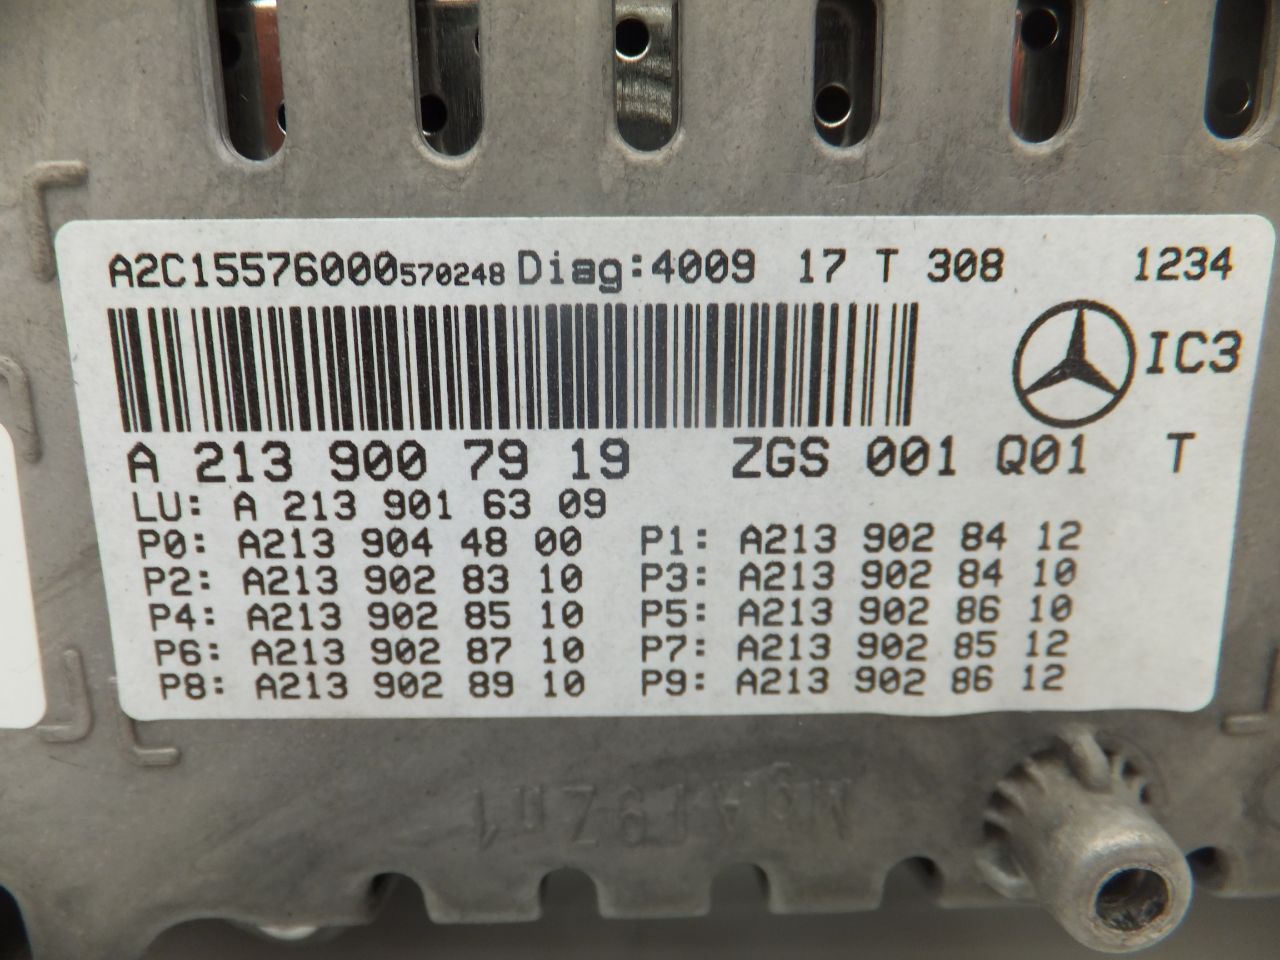 A2C15576000570248 Diag:4009 17 T 308 1234
IC3
A 213 900 79 19 ZGS 001 Q01 T
LU: A 213 901 63 09
P0: A213 904 48 00 P1: A213 902 84 12
P2: A213 902 83 10 P3: A213 902 84 10
P4: A213 902 85 10 P5: A213 902 86 10
P6: A213 902 87 10 P7: A213 902 85 12
P8: A213 902 89 10 P9: A213 902 86 12